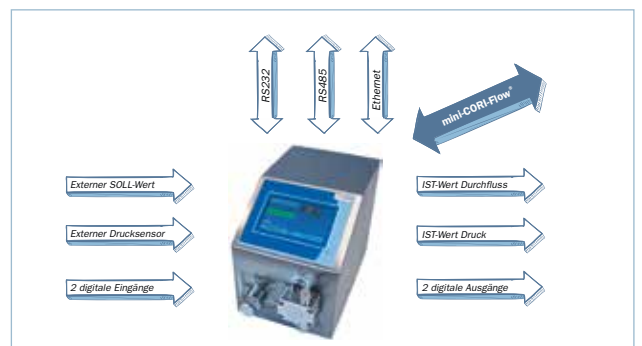 RS232
RS485
Ethernet
mini-CORI-Flow®
Externer SOLL-Wert
IST-Wert Durchfluss
Externer Drucksensor
IST-Wert Druck
2 digitale Eingänge
2 digitale Ausgänge